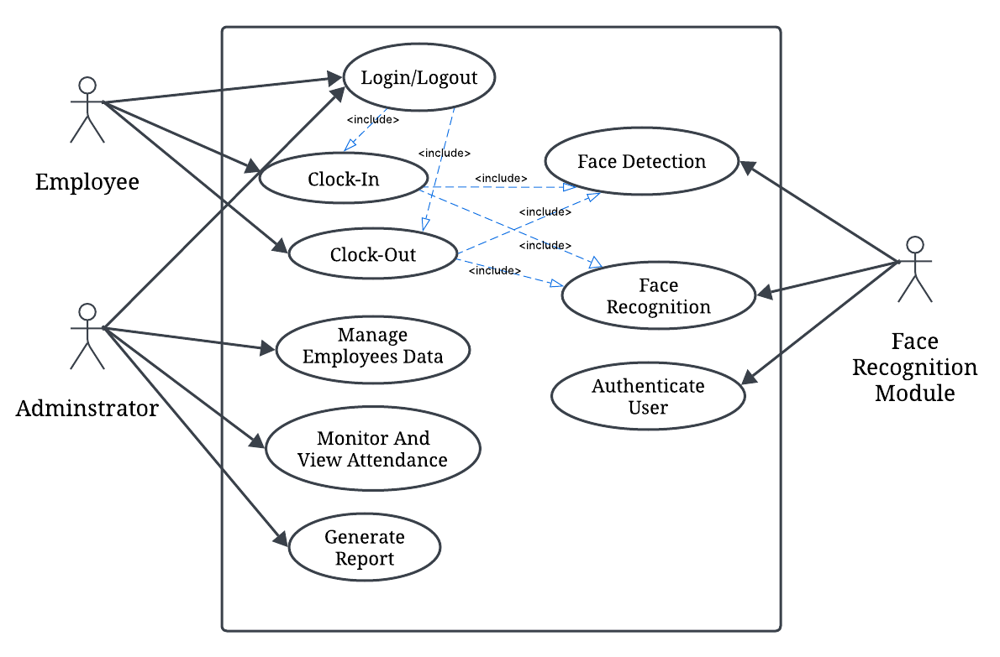 Login/Logout
<include>
Employee
Clock-In
<include>
Face Detection
<include>
<include>
Clock-Out
<include>
<include>
Face
Recognition
Adminstrator
Manage
Employees Data
Face
Recognition
Module
Authenticate
User
Monitor And
View Attendance
Generate
Report